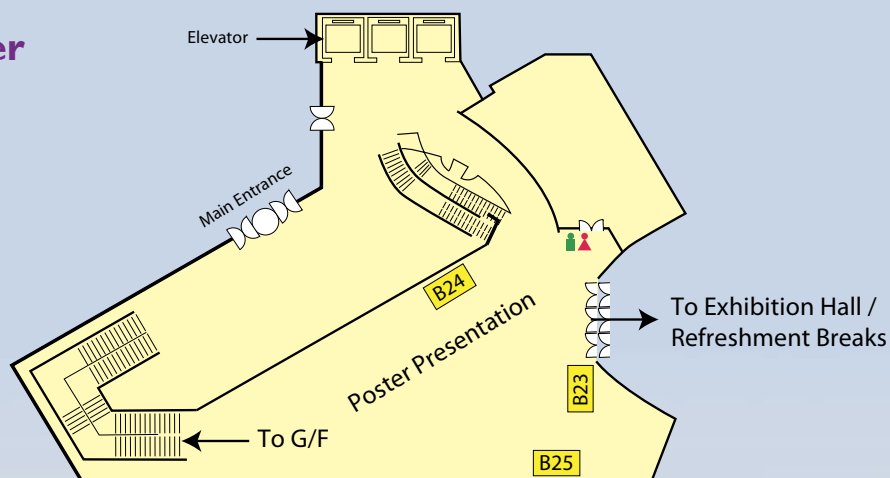 er
Elevator
Main Entrance
B24
Poster Presentation
To Exhibition Hall /
Refreshment Breaks
B23
To G/F
B25